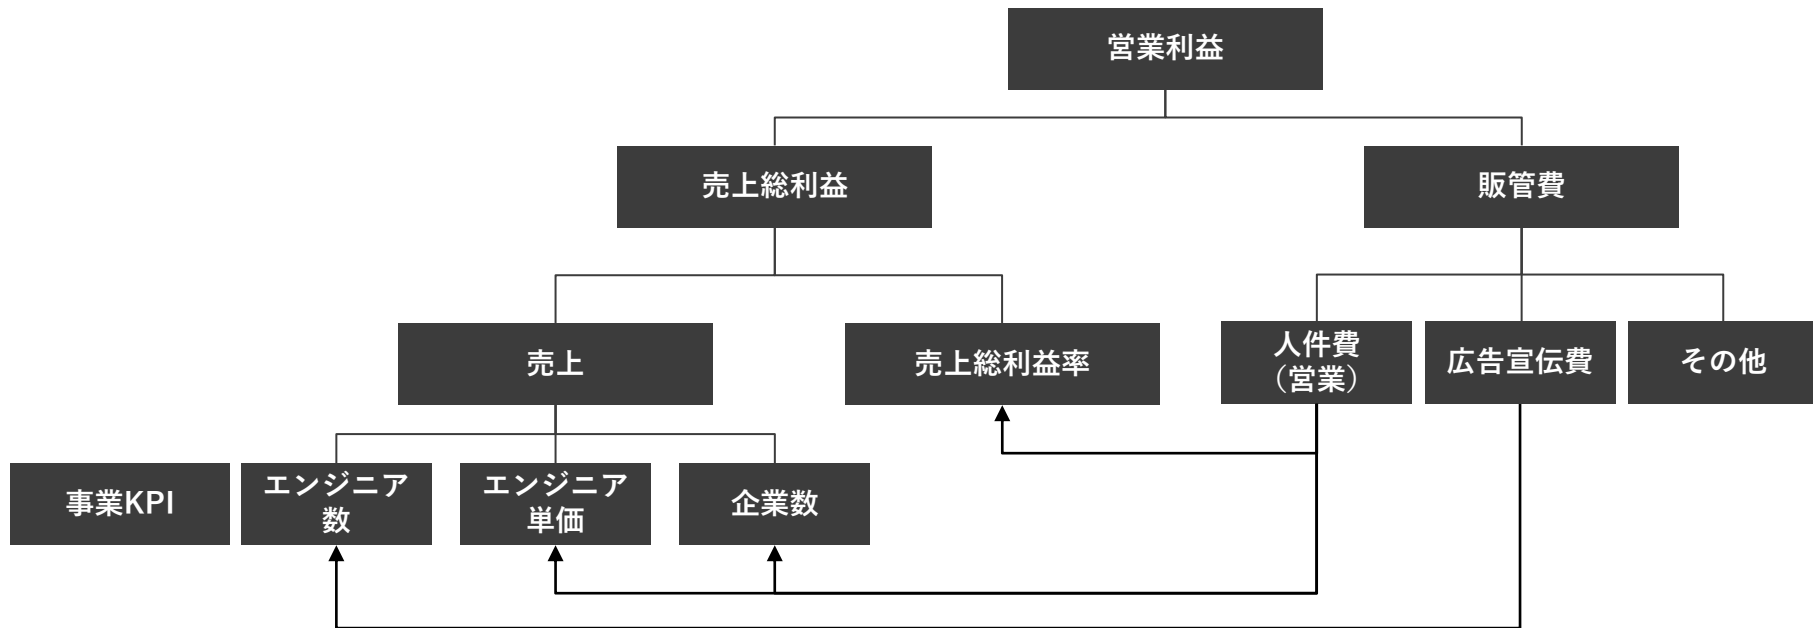 営業利益
売上総利益
販管費
売上
売上総利益率
人件費
（営業）
広告宣伝費
その他
事業KPI
エンジニア
数
エンジニア
単価
企業数